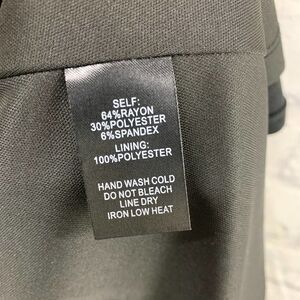 SELF:
64%RAYON
30%POLYESTER
6%SPANDEX
LINING:
100%POLYESTER
HAND WASH COLD
DO NOT BLEACH
LINE DRY
IRON LOW HEAT